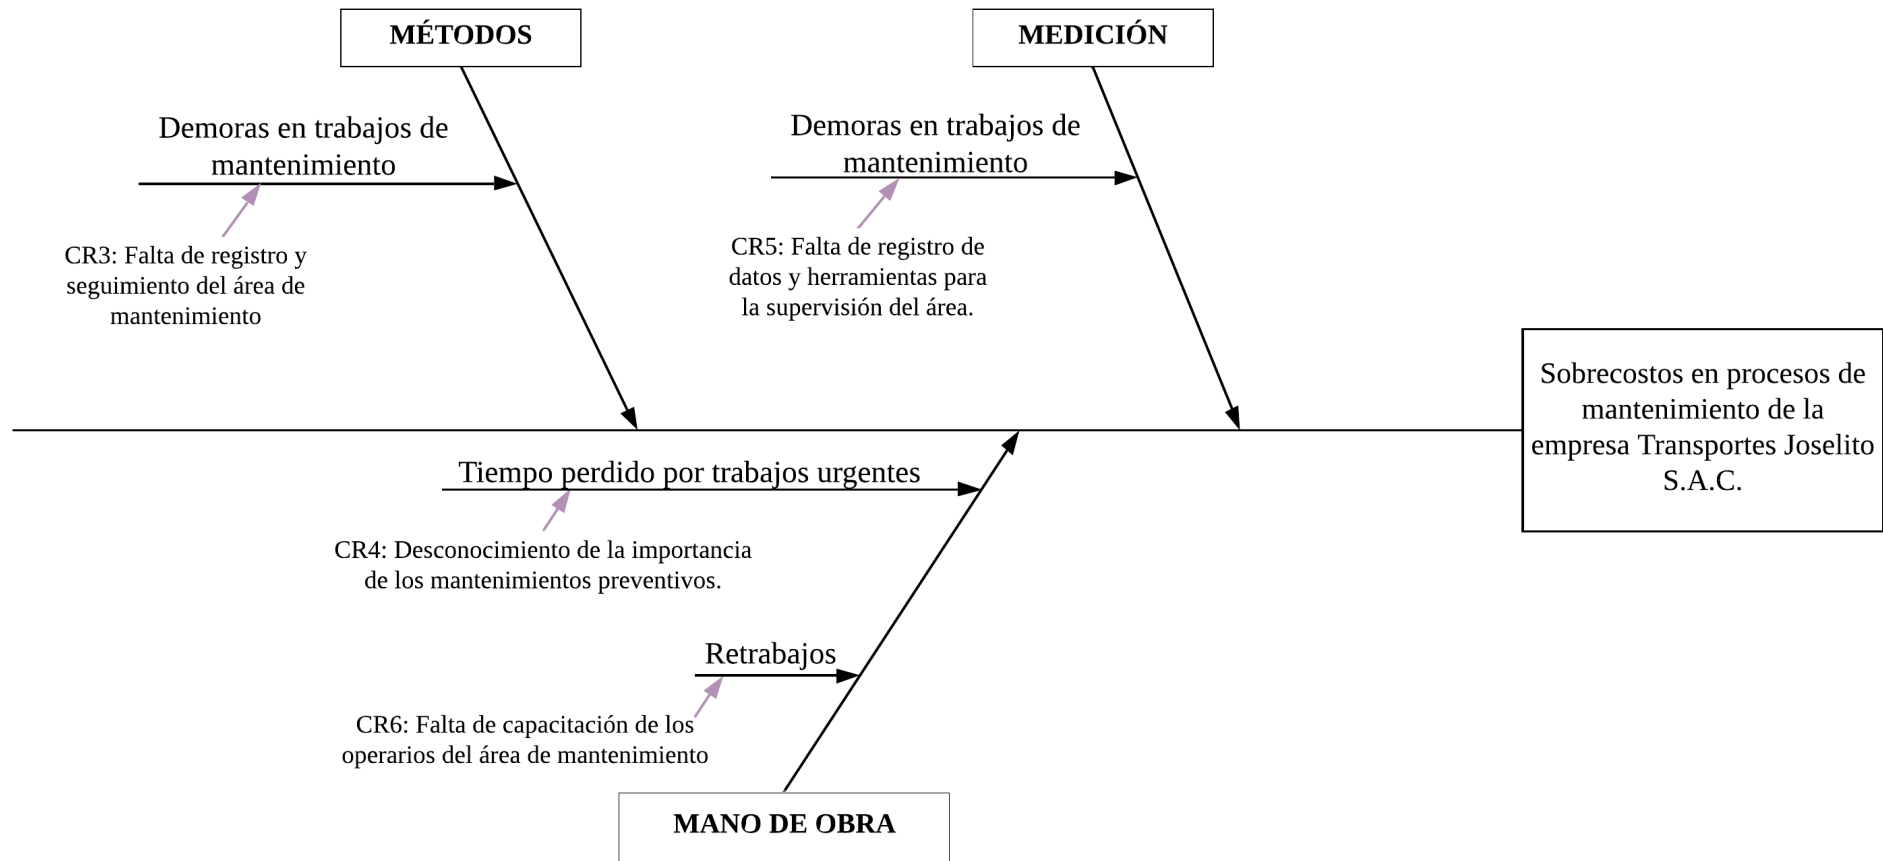 MÉTODOS
MEDICIÓN
Demoras en trabajos de
mantenimiento
Demoras en trabajos de
mantenimiento
CR3: Falta de registro y
seguimiento del área de
mantenimiento
CR5: Falta de registro de
datos y herramientas para
la supervisión del área.
Sobrecostos en procesos de
mantenimiento de la
empresa Transportes Joselito
S.A.C.
Tiempo perdido por trabajos urgentes
CR4: Desconocimiento de la importancia
de los mantenimientos preventivos.
Retrabajos
CR6: Falta de capacitación de los
operarios del área de mantenimiento
MANO DE OBRA